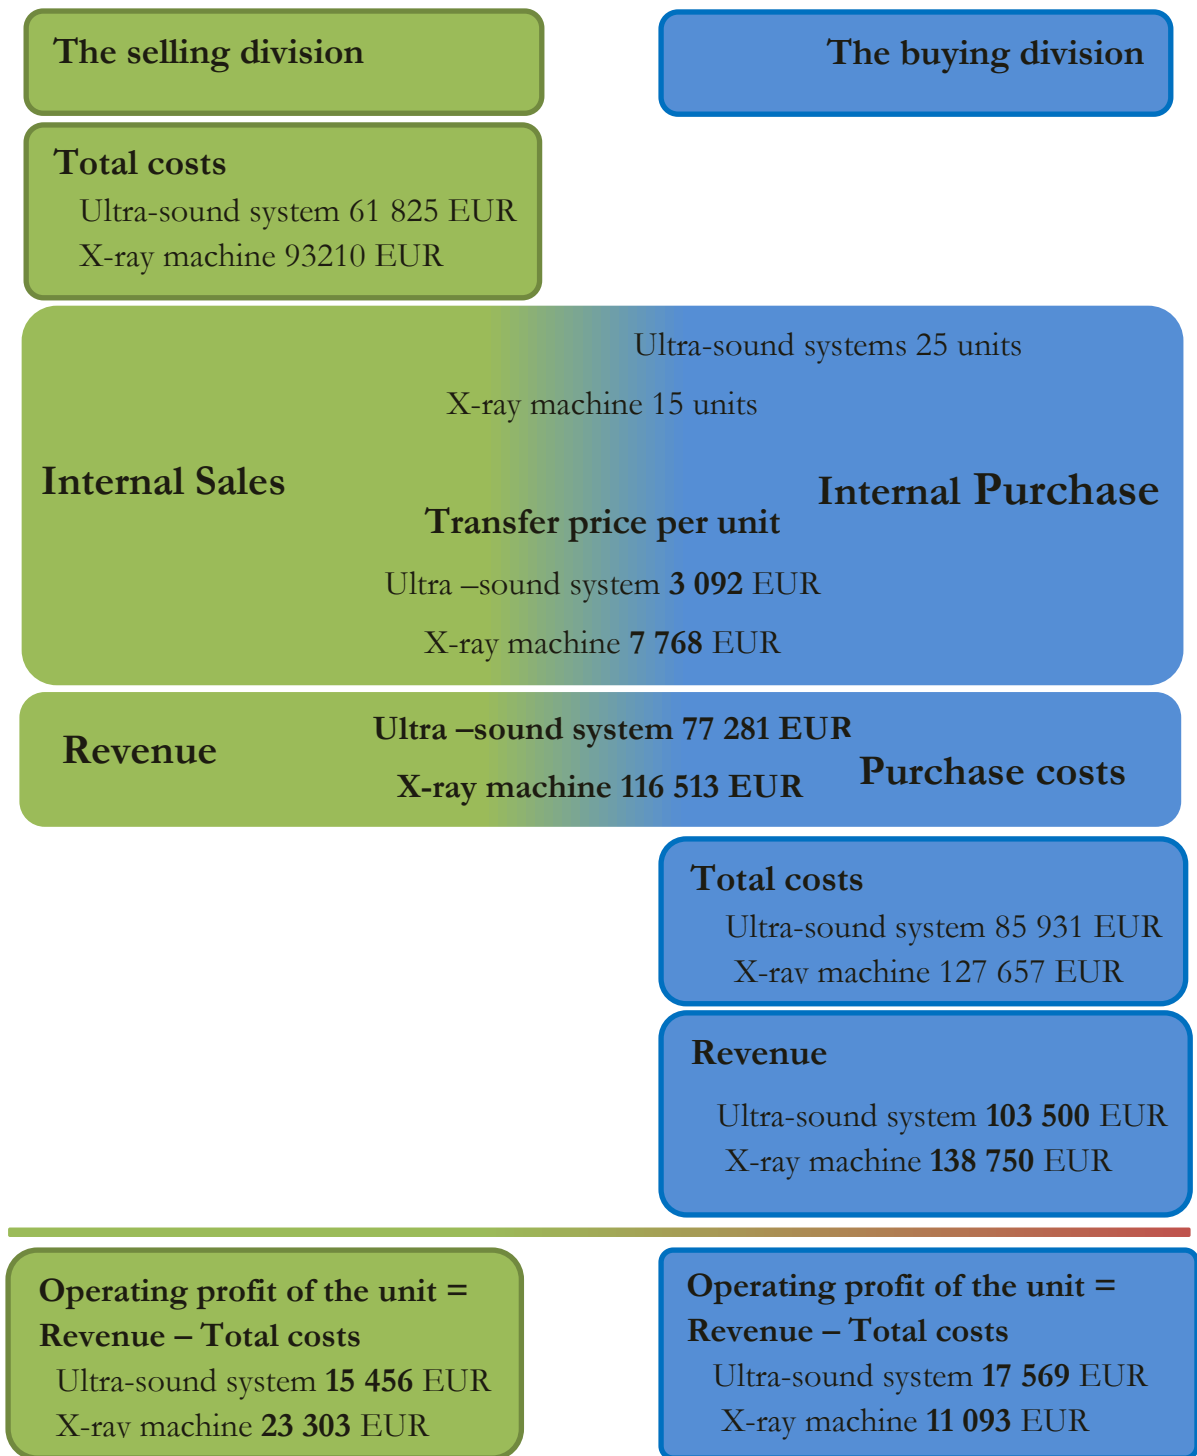 The selling division
The buying division
Total costs
Ultra-sound system 61 825 EUR
X-ray machine 93210 EUR
Ultra-sound systems 25 units
X-ray machine 15 units
Internal Sales
Internal Purchase
Transfer price per unit
Ultra –sound system 3 092 EUR
X-ray machine 7 768 EUR
Revenue
Ultra –sound system 77 281 EUR
X-ray machine 116 513 EUR
Purchase costs
Total costs
Ultra-sound system 85 931 EUR
X-ray machine 127 657 EUR
Revenue
Ultra-sound system 103 500 EUR
X-ray machine 138 750 EUR
Operating profit of the unit =
Revenue – Total costs
Ultra-sound system 15 456 EUR
X-ray machine 23 303 EUR
Operating profit of the unit =
Revenue – Total costs
Ultra-sound system 17 569 EUR
X-ray machine 11 093 EUR